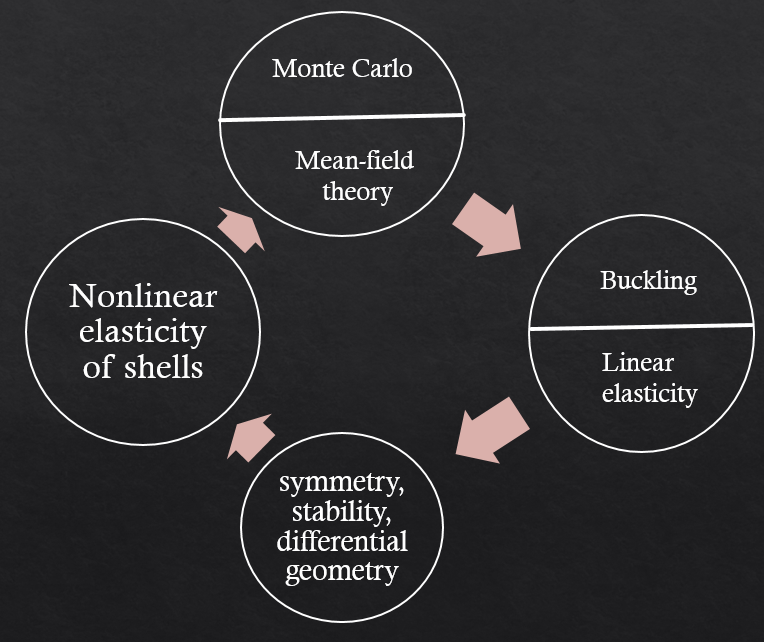 Monte Carlo
Mean-field
theory
Buckling
Linear
elasticity
symmetry,
stability,
differential
geometry
Nonlinear
elasticity
of shells